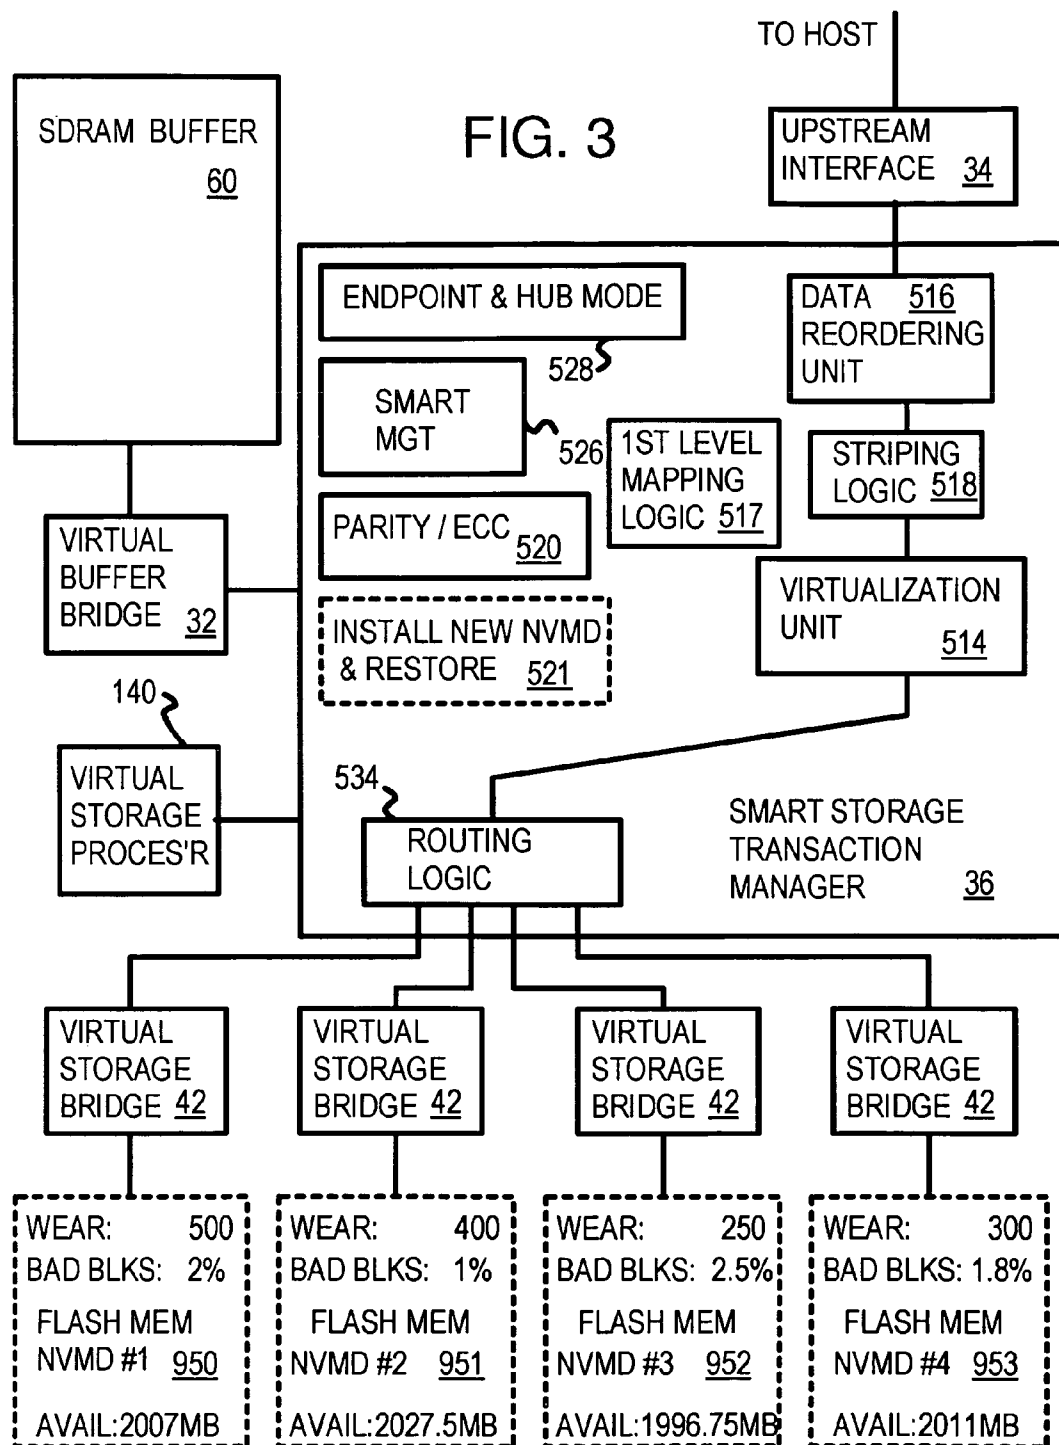 TO HOST
SDRAM BUFFER
60
FIG. 3
UPSTREAM
INTERFACE 34
ENDPOINT & HUB MODE
528
DATA 516
REORDERING
UNIT
SMART
MGT
526
1ST LEVEL
MAPPING
LOGIC 517
STRIPING
LOGIC 518
PARITY / ECC 520
VIRTUAL
BUFFER
BRIDGE 32
VIRTUALIZATION
UNIT 514
INSTALL NEW NVMD
& RESTORE 521
140
VIRTUAL
STORAGE
PROCES'R
534
ROUTING
LOGIC
SMART STORAGE
TRANSACTION
MANAGER 36
VIRTUAL
STORAGE
BRIDGE 42
VIRTUAL
STORAGE
BRIDGE 42
VIRTUAL
STORAGE
BRIDGE 42
VIRTUAL
STORAGE
BRIDGE 42
WEAR: 500
BAD BLKS: 2%
FLASH MEM
NVMD #1 950
AVAIL:2007MB
WEAR: 400
BAD BLKS: 1%
FLASH MEM
NVMD #2 951
AVAIL:2027.5MB
WEAR: 250
BAD BLKS: 2.5%
FLASH MEM
NVMD #3 952
AVAIL:1996.75MB
WEAR: 300
BAD BLKS: 1.8%
FLASH MEM
NVMD #4 953
AVAIL:2011MB